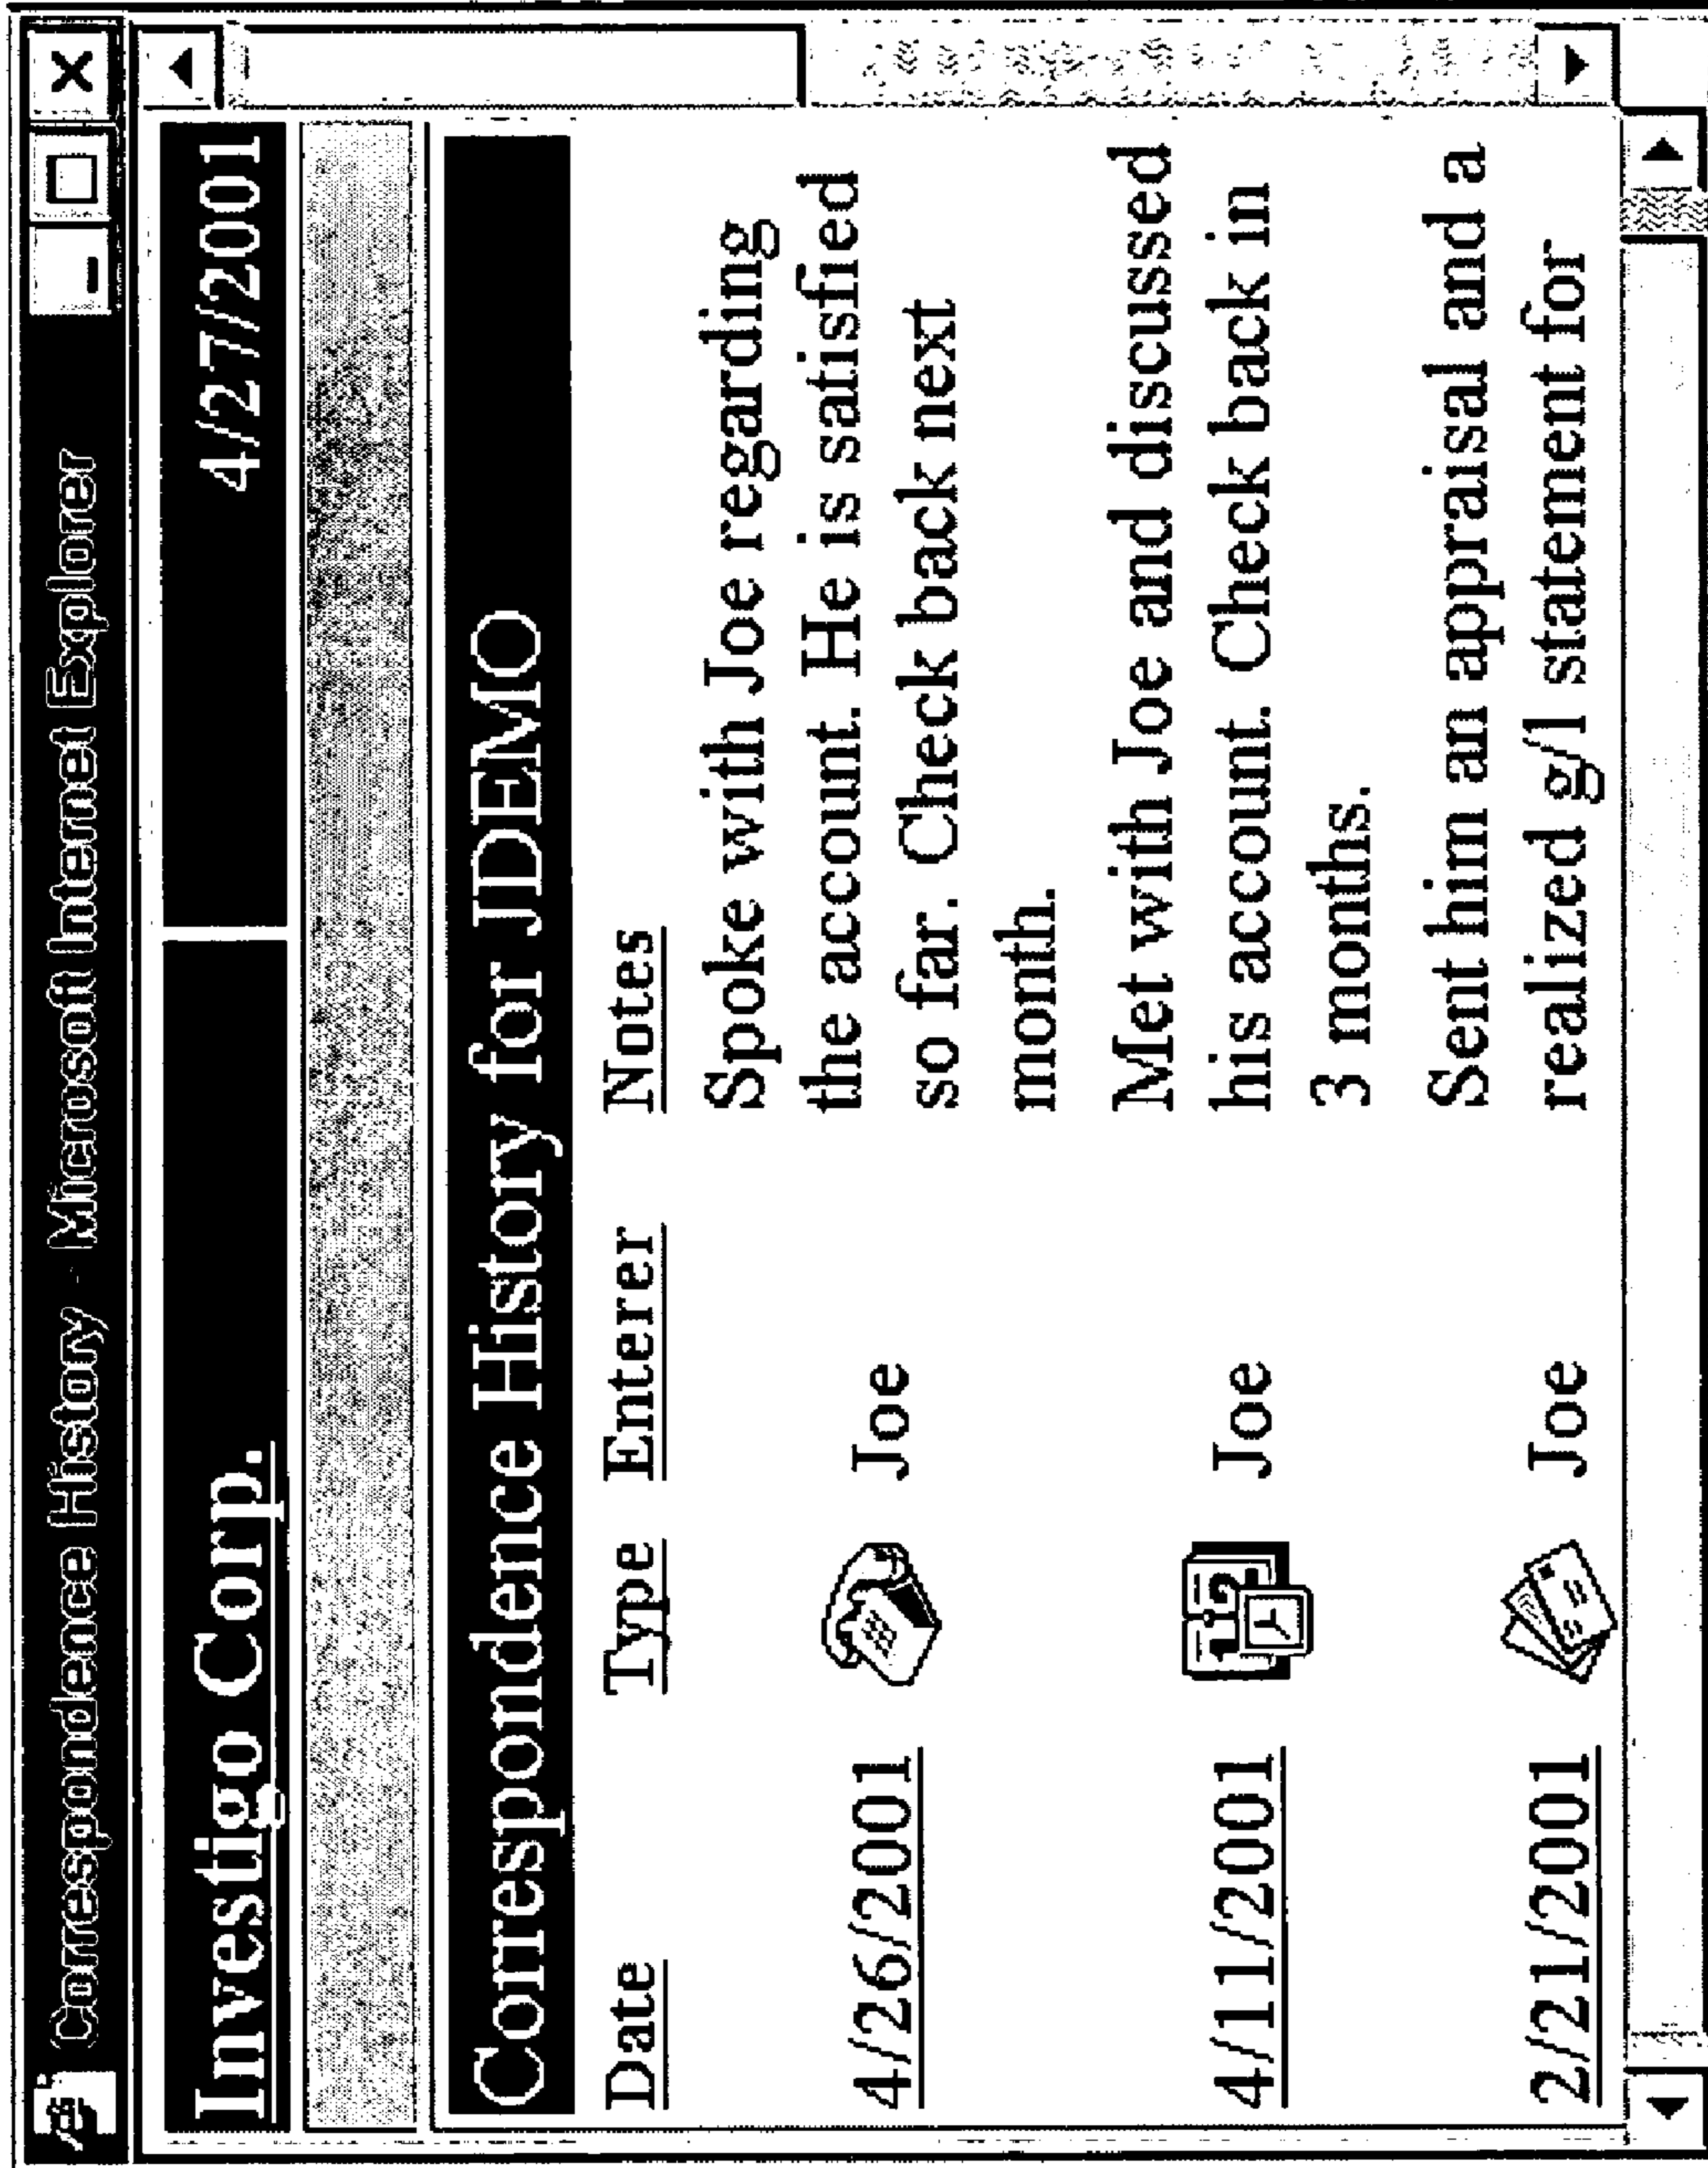 Correspondence History - Microsoft Internet Explorer
Investigo Corp. 4/27/2001
Correspondence History for JDEMO
Date Type Enterer Notes
Spoke with Joe regarding
4/26/2001 Joe the account. He is satisfied
so far. Check back next
month.
Met with Joe and discussed
4/11/2001 12 Joe his account. Check back in
3 months.
Sent him an appraisal and a
2/21/2001 Joe realized g/l statement for